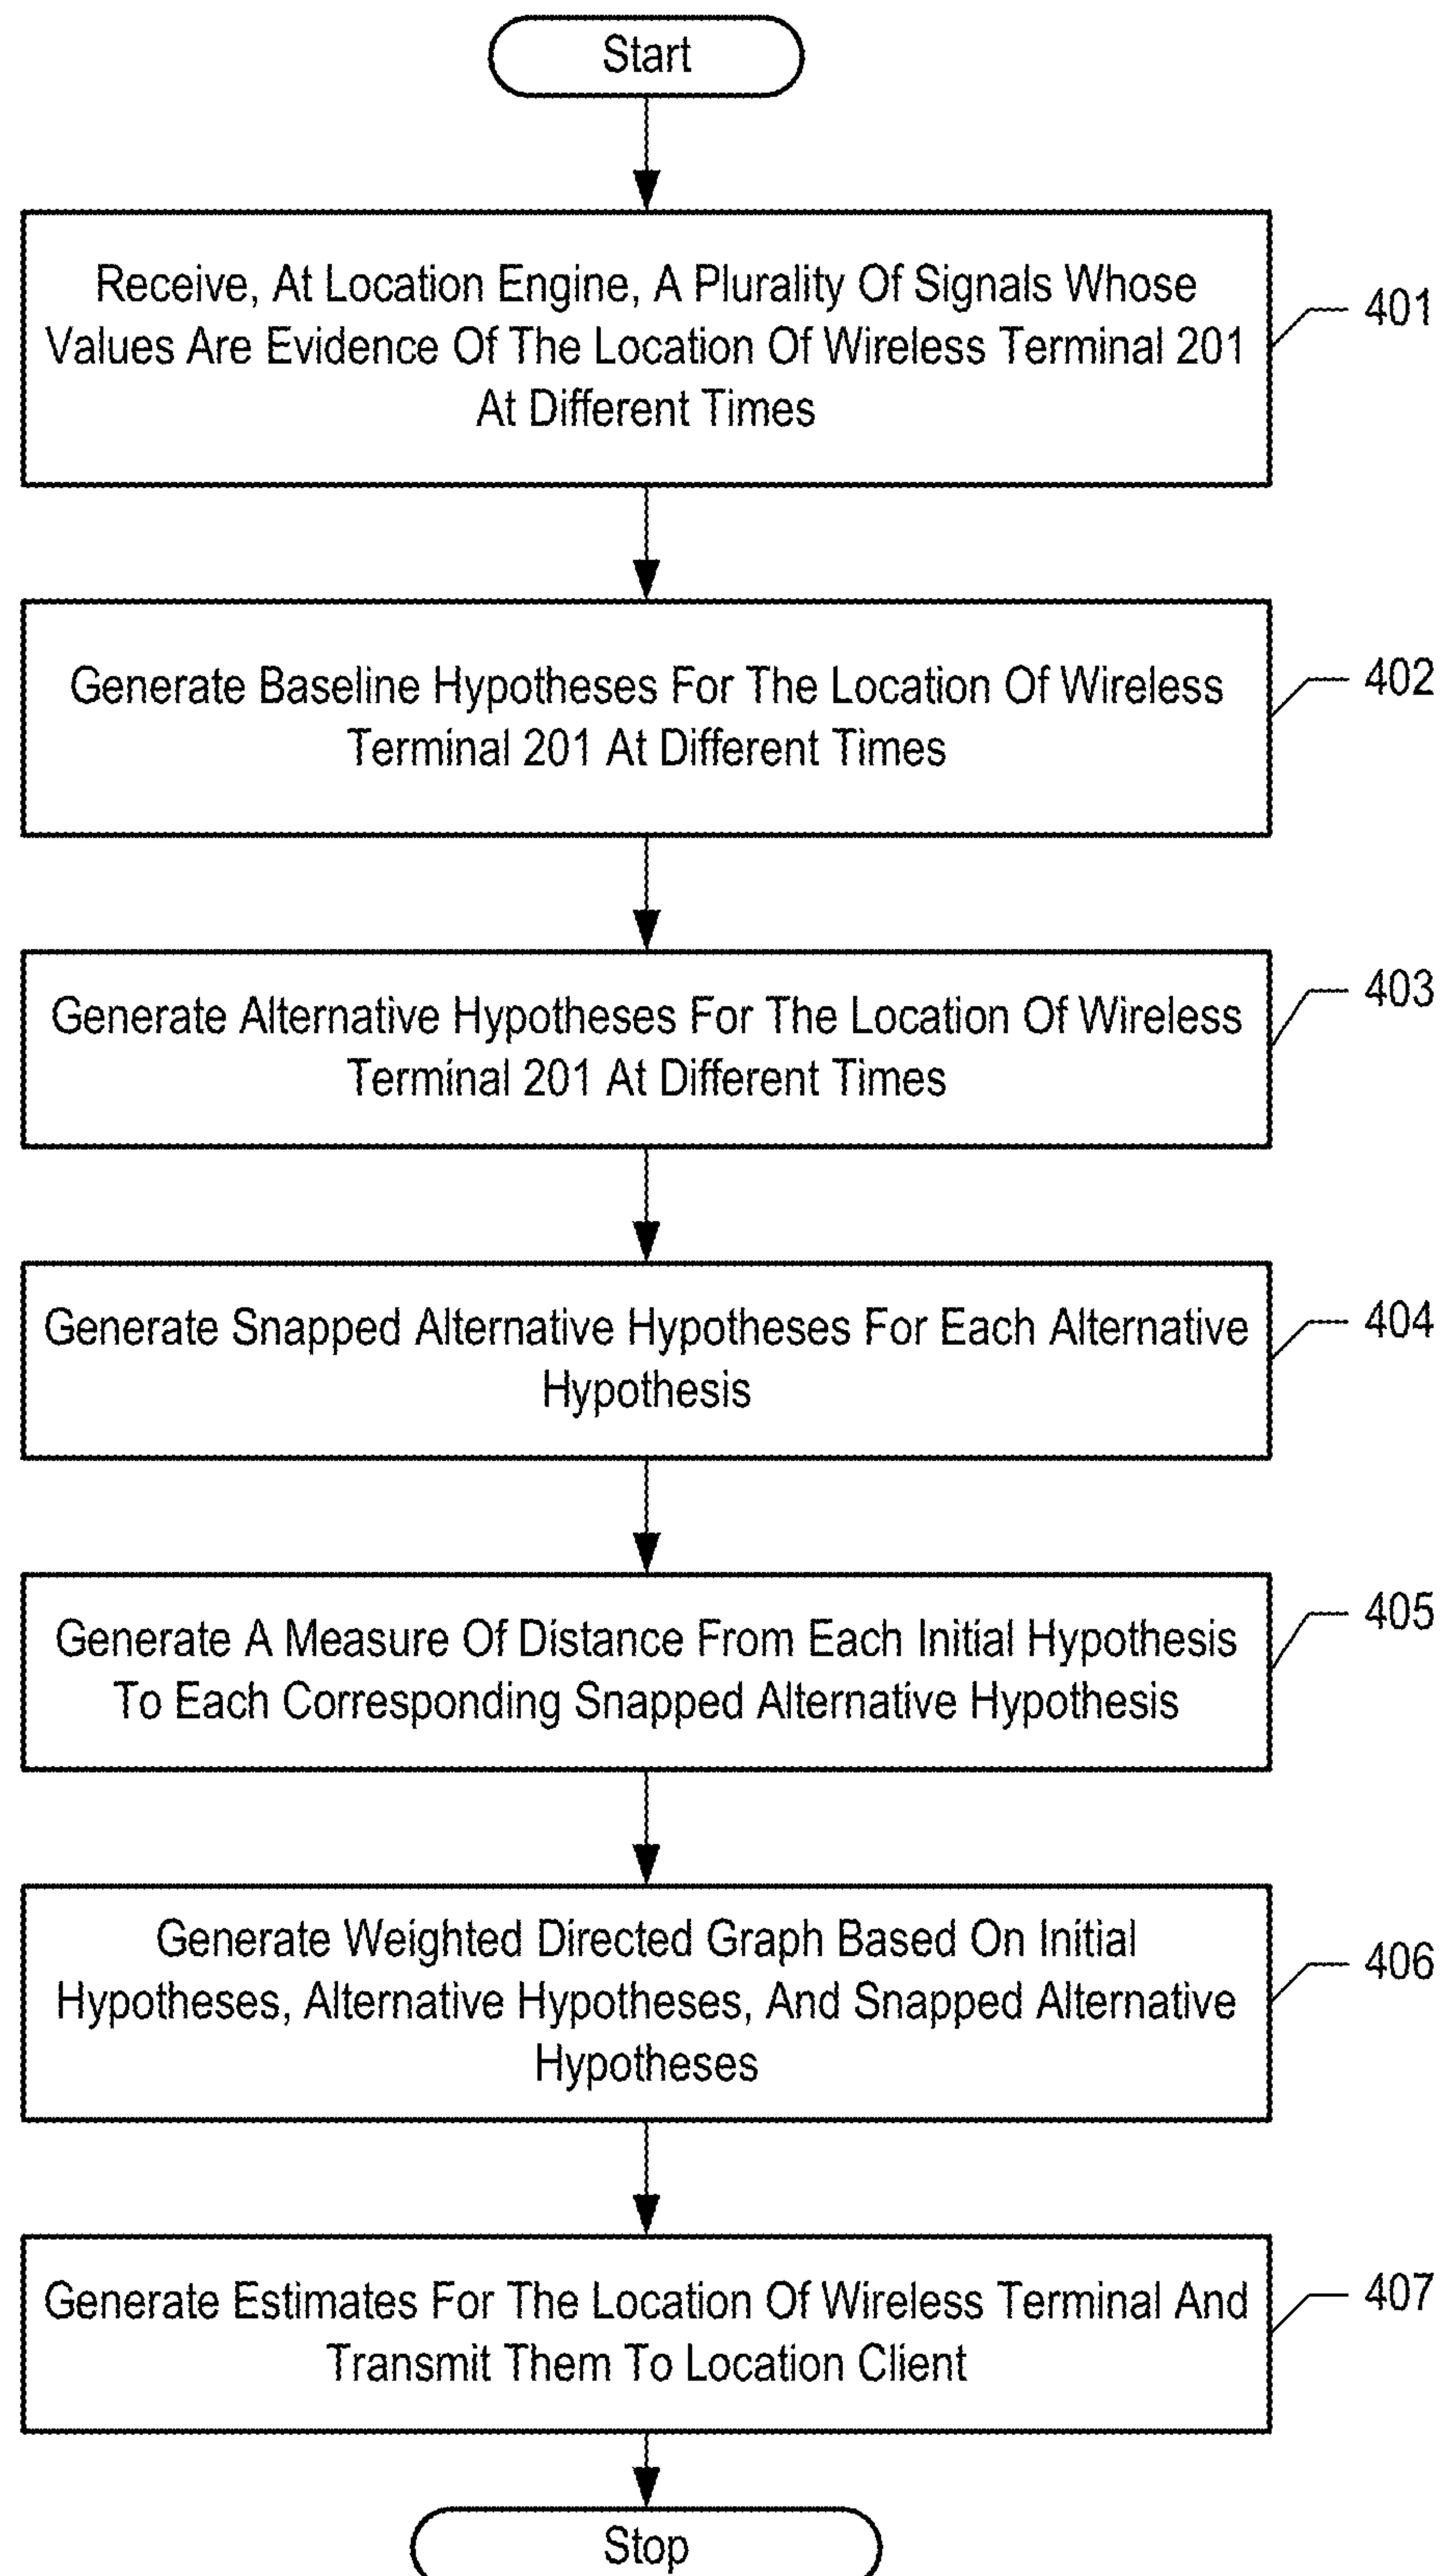 Start
Receive, At Location Engine, A Plurality Of Signals Whose
Values Are Evidence Of The Location Of Wireless Terminal 201
At Different Times
401
Generate Baseline Hypotheses For The Location Of Wireless
Terminal 201 At Different Times
402
Generate Alternative Hypotheses For The Location Of Wireless
Terminal 201 At Different Times
403
Generate Snapped Alternative Hypotheses For Each Alternative
Hypothesis
404
Generate A Measure Of Distance From Each Initial Hypothesis
To Each Corresponding Snapped Alternative Hypothesis
405
Generate Weighted Directed Graph Based On Initial
Hypotheses, Alternative Hypotheses, And Snapped Alternative
Hypotheses
406
Generate Estimates For The Location Of Wireless Terminal And
Transmit Them To Location Client
407
Stop